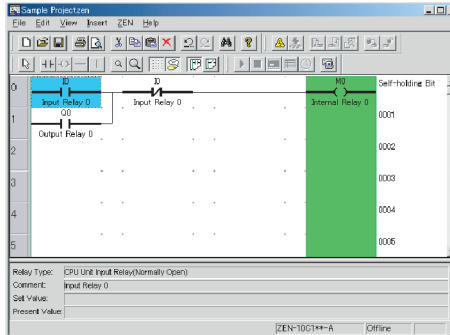 Sample Projectzen
File Edit View Insert ZEN Help
0
I0
Input Relay 0
I0
Input Relay 0
M0
Internal Relay 0
Self-holding Bit
1
Q0
Output Relay 0
0001
2
0002
3
0003
4
0004
5
0005
Relay Type: CPU Unit Input Relay(Normally Open)
Comment: Input Relay 0
Set Value:
Present Value:
ZEN-10C1**-A Offline